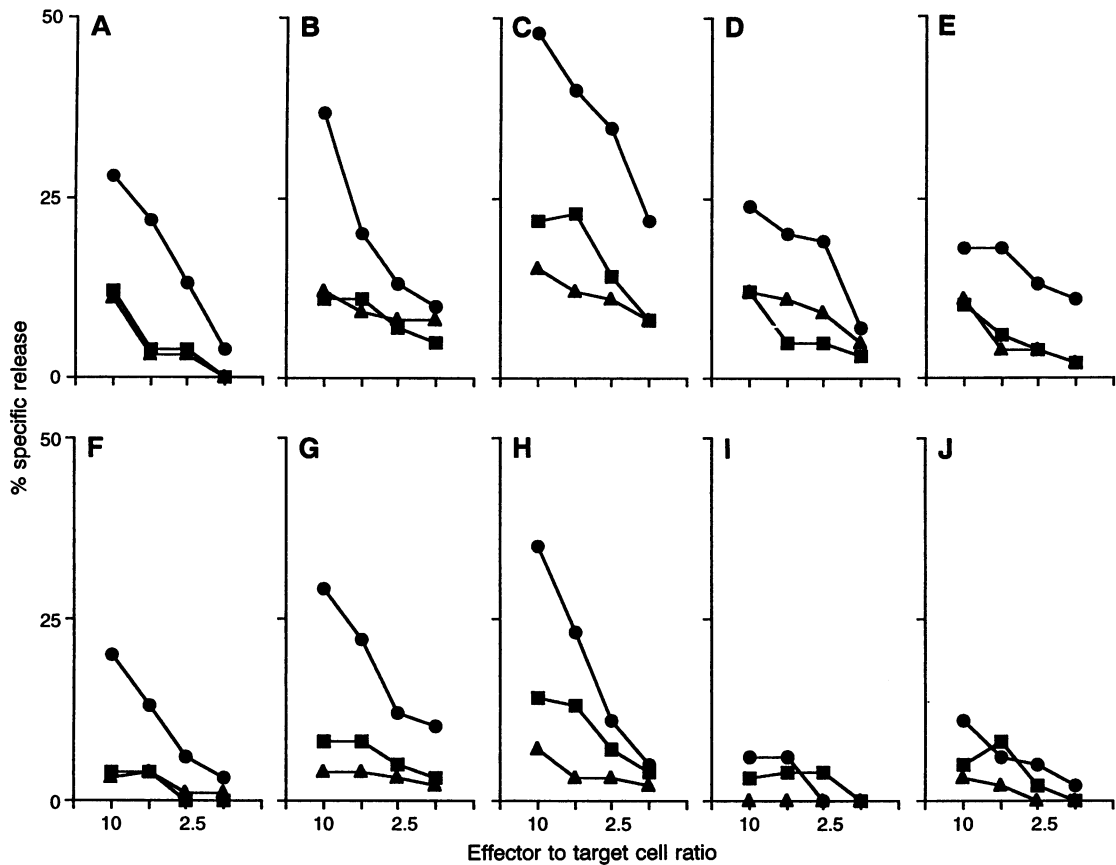 50 A B C D E
25
0
% specific release
50 F G H I J
25
0
10 2.5 10 2.5 10 2.5 10 2.5 10 2.5
Effector to target cell ratio